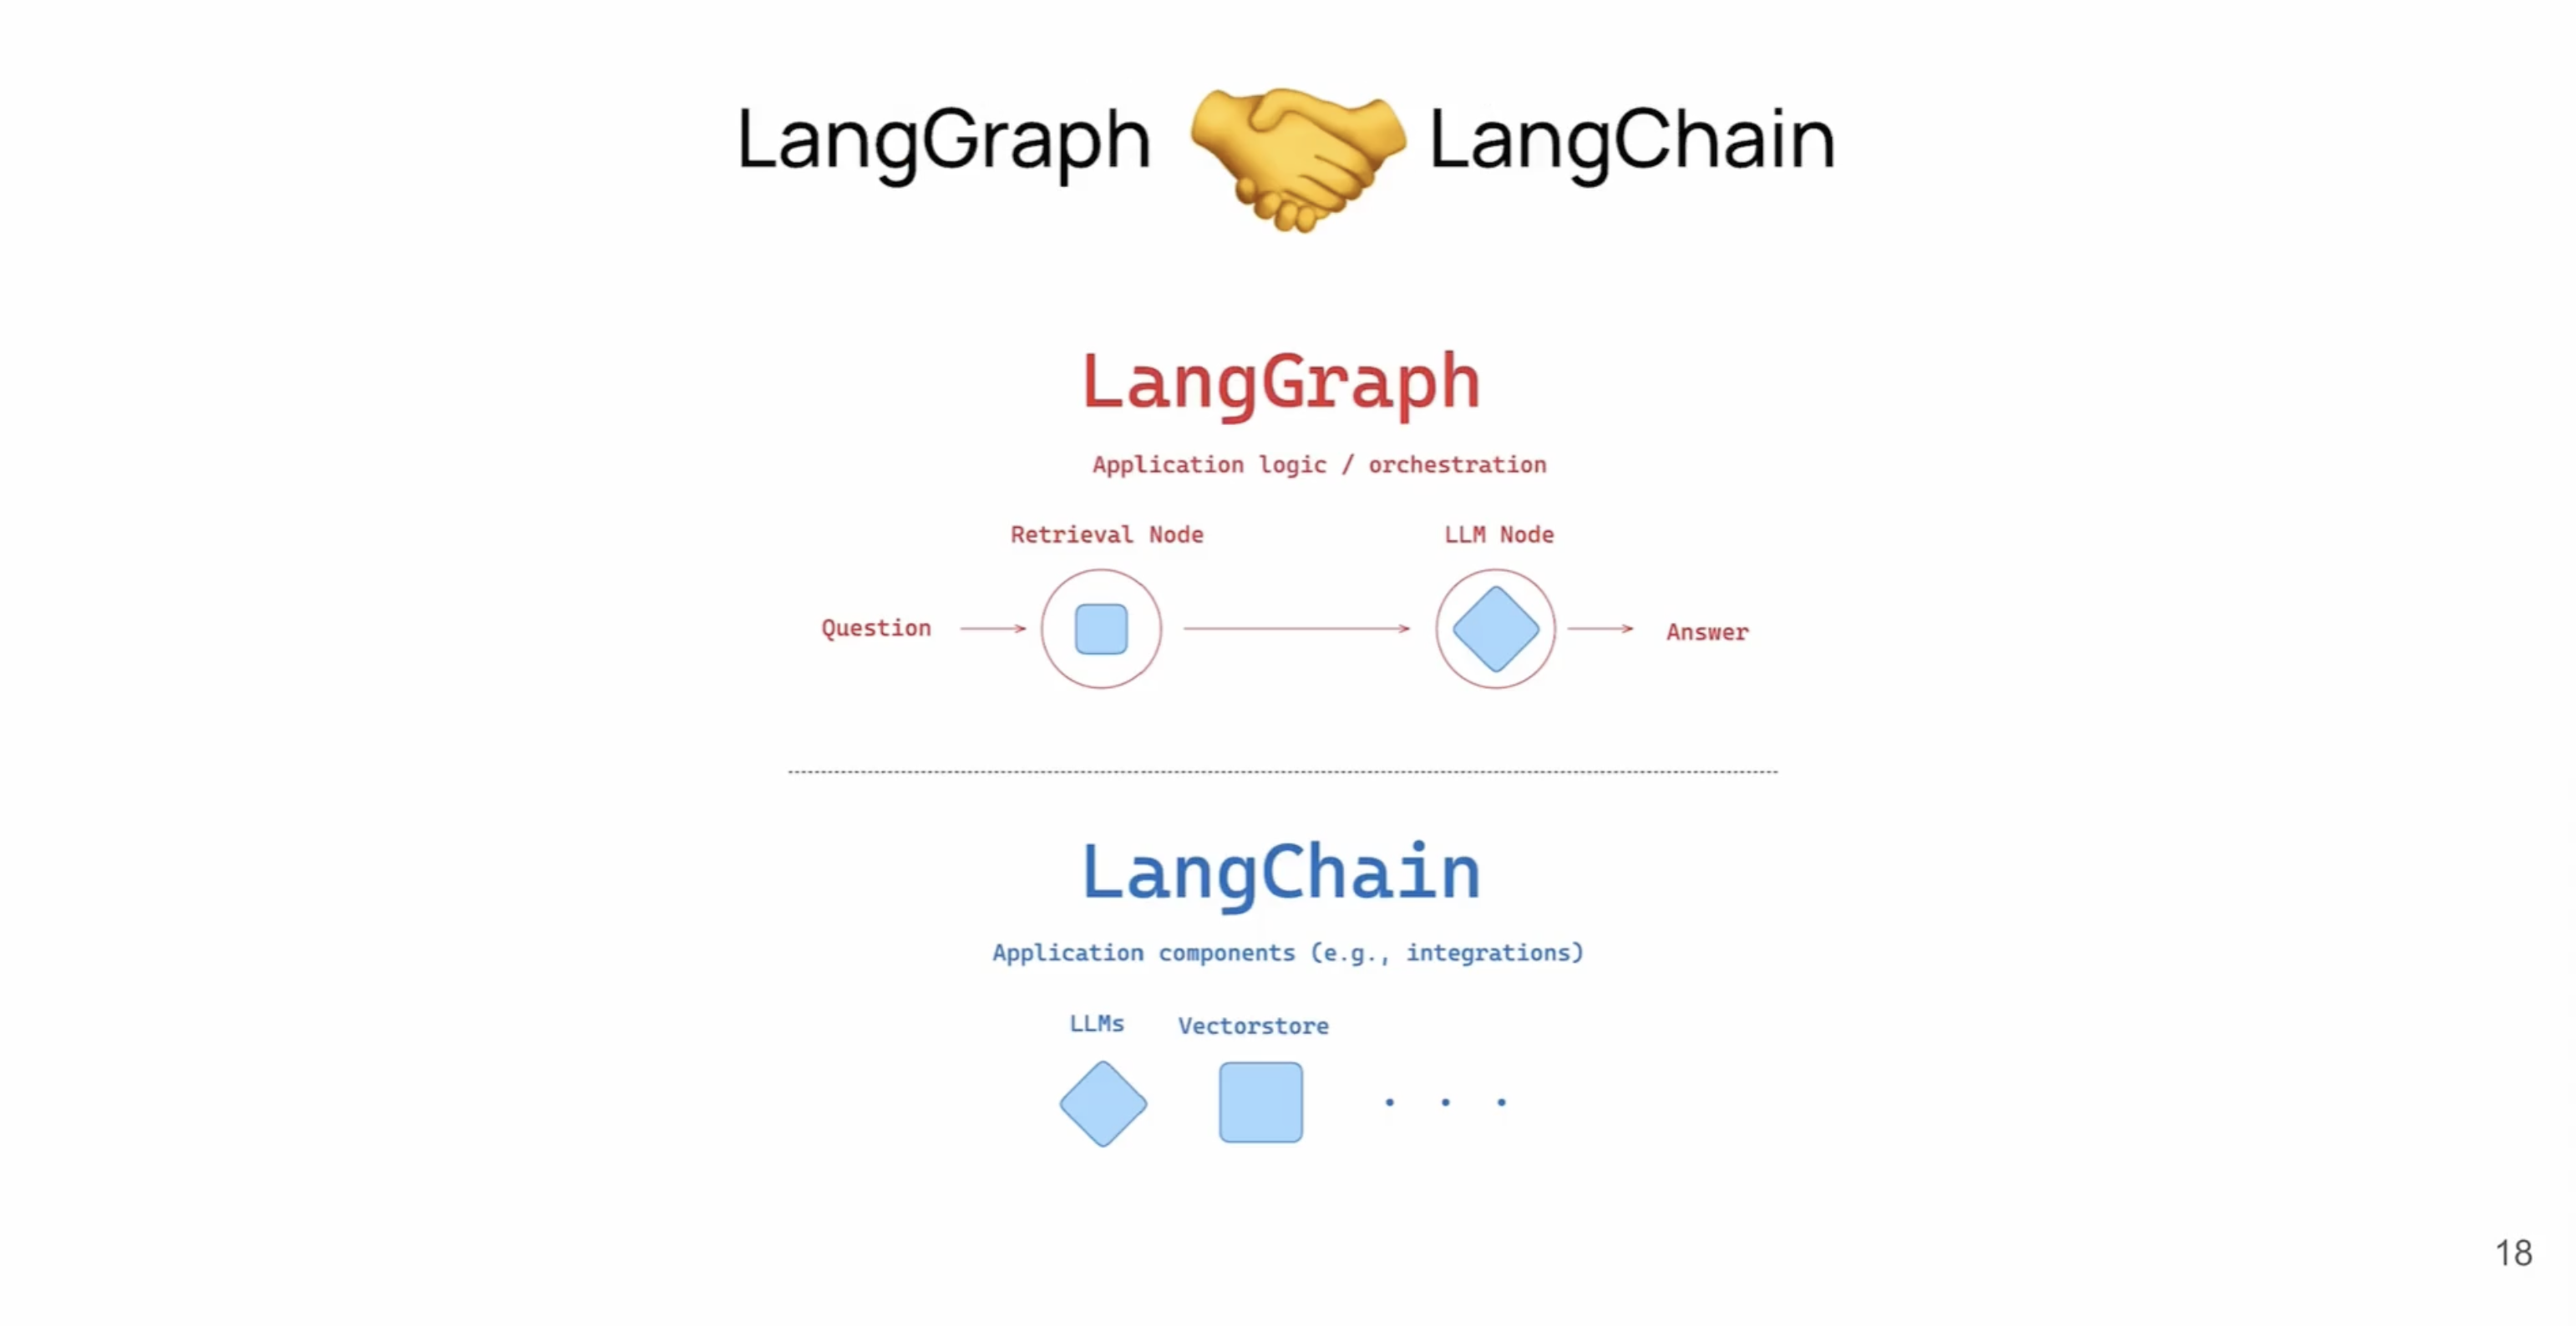 LangGraph 🤝 LangChain
LangGraph
Application logic / orchestration
Retrieval Node
LLM Node
Question
Answer
LangChain
Application components (e.g., integrations)
LLMs
Vectorstore
. . .
18